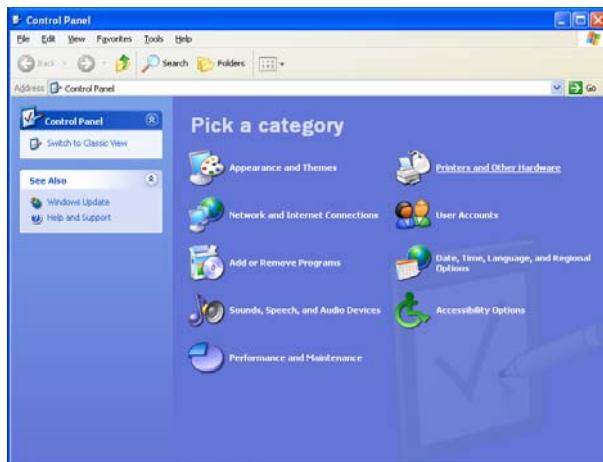 Control Panel
File Edit View Favorites Tools Help
Back Search Folders
Address Control Panel Go
Control Panel
Switch to Classic View
See Also
Windows Update
Help and Support
Pick a category
Appearance and Themes
Printers and Other Hardware
Network and Internet Connections
User Accounts
Add or Remove Programs
Date, Time, Language, and Regional
Options
Sounds, Speech, and Audio Devices
Accessibility Options
Performance and Maintenance